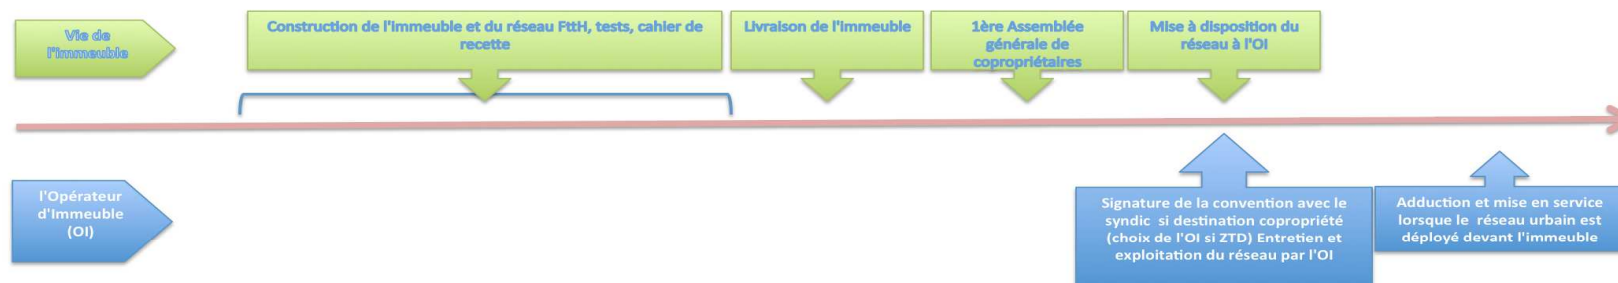 Vie de
l'immeuble
Construction de l'immeuble et du réseau FttH, tests, cahier de
recette
Livraison de l'immeuble
1ère Assemblée
générale de
copropriétaires
Mise à disposition du
réseau à l'OI
l'Opérateur
d'Immeuble
(OI)
Signature de la convention avec le
syndic si destination copropriété
(choix de l'OI si ZTD) Entretien et
exploitation du réseau par l'OI
Adduction et mise en service
lorsque le réseau urbain est
déployé devant l'immeuble